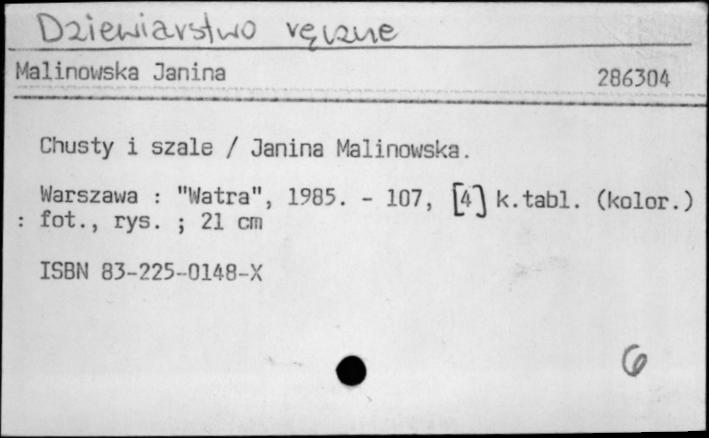 Dziewiarstwo ręczne
Malinowska Janina 286304
Chusty i szale / Janina Malinowska.
Warszawa : "Watra", 1985. - 107, [4] k.tabl. (kolor.)
: fot., rys. ; 21 cm
ISBN 83-225-0148-X
6